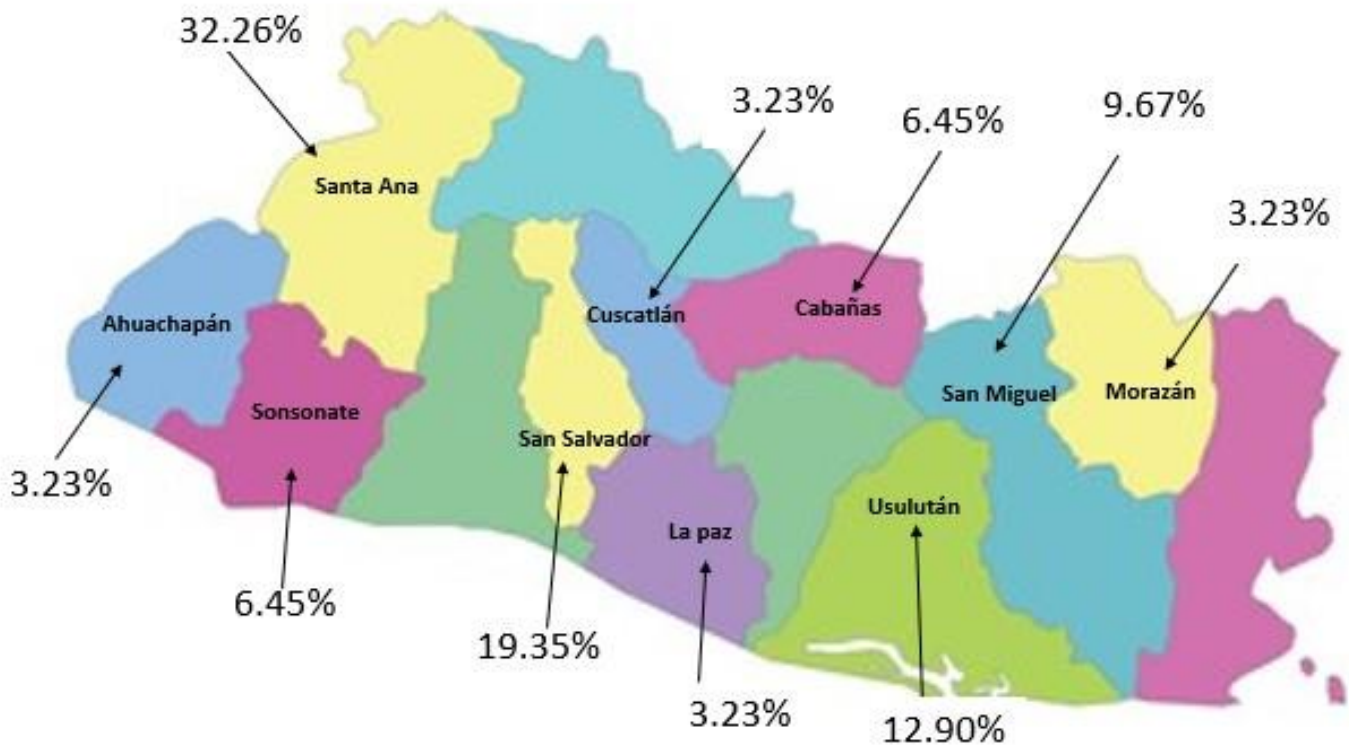 32.26%
3.23%
6.45%
9.67%
3.23%
Santa Ana
Ahuachapán
Cuscatlán
Cabañas
Sonsonate
San Salvador
San Miguel
Morazán
3.23%
La paz
Usulután
6.45%
19.35%
3.23%
12.90%